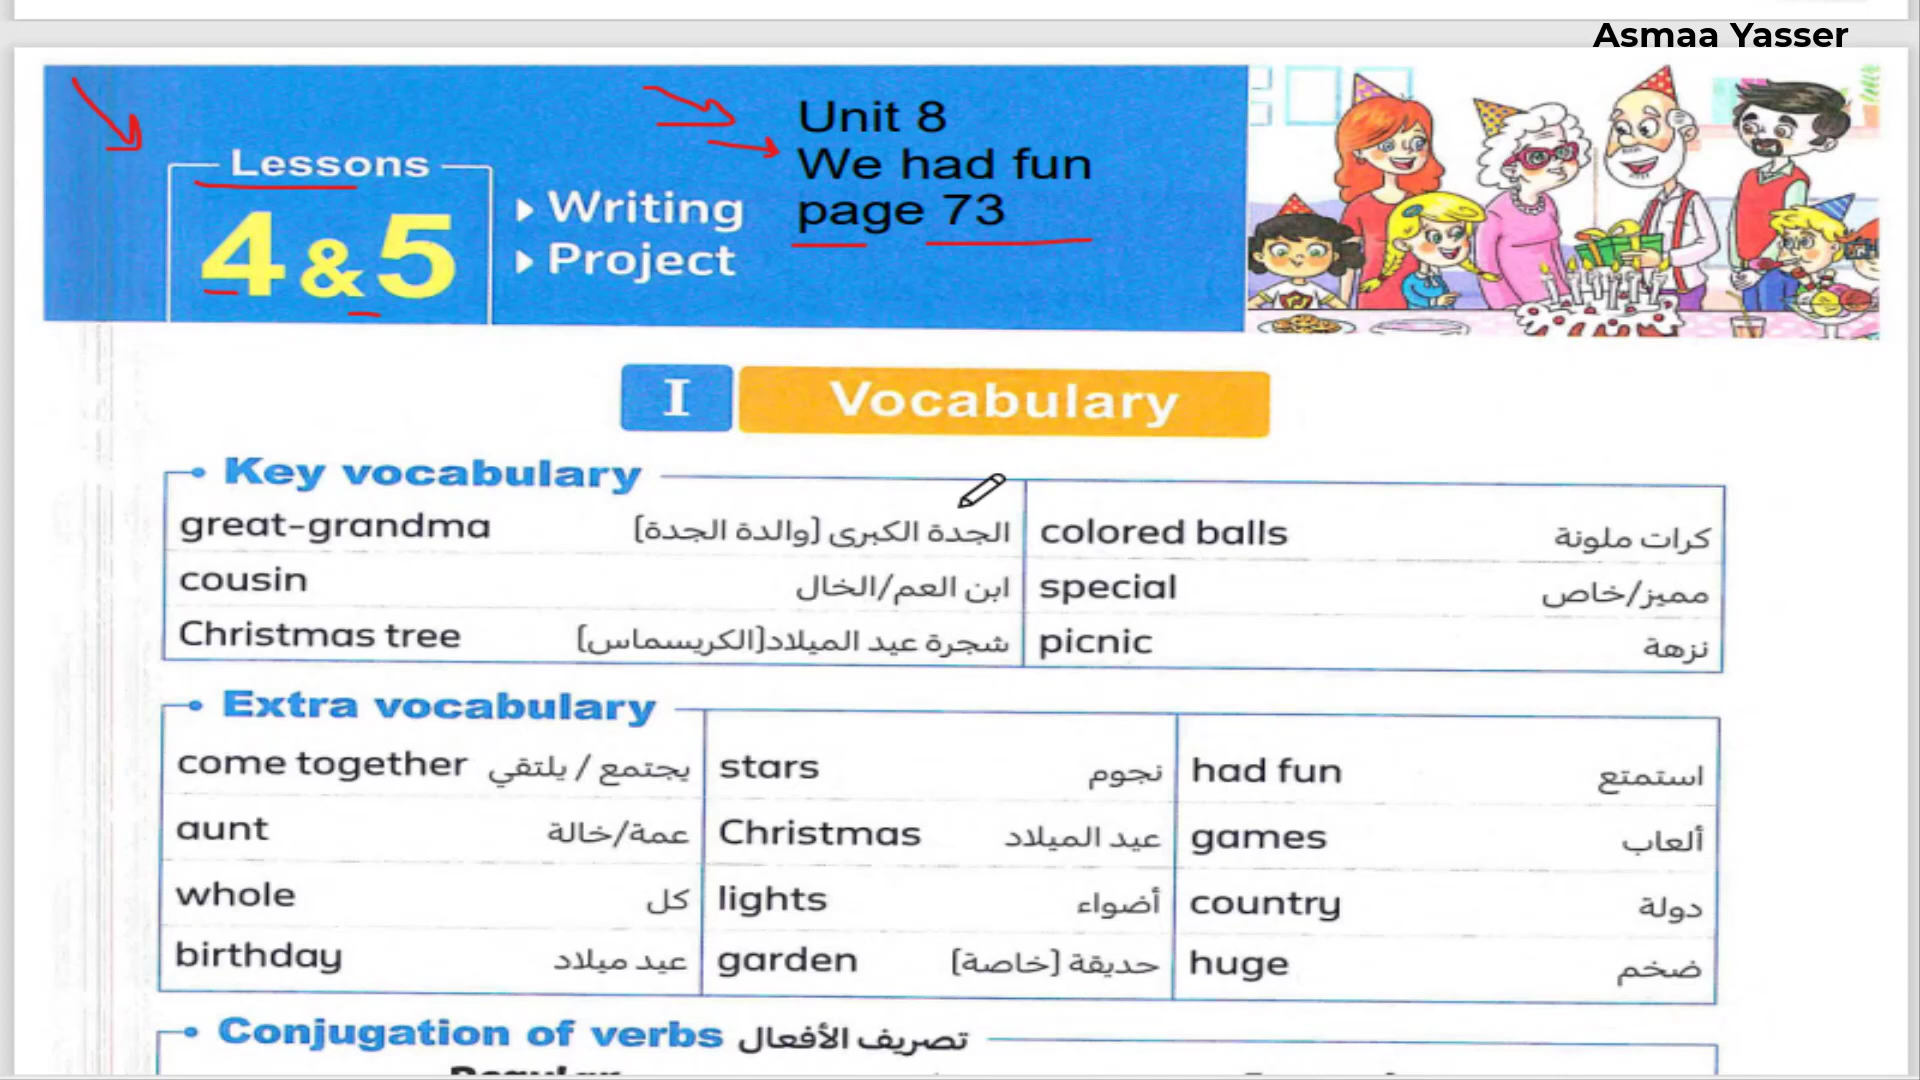 Asmaa Yasser
Lessons
4 & 5
Writing
Project
Unit 8
We had fun
page 73
I Vocabulary
Key vocabulary
great-grandma الجدة الكبرى [والدة الجدة] colored balls كرات ملونة
cousin ابن العم/الخال special مميز/خاص
Christmas tree شجرة عيد الميلاد[الكريسماس] picnic نزهة
Extra vocabulary
come together يجتمع / يلتقي stars نجوم had fun استمتع
aunt عمة/خالة Christmas عيد الميلاد games ألعاب
whole كل lights أضواء country دولة
birthday عيد ميلاد garden حديقة [خاصة] huge ضخم
Conjugation of verbs تصريف الأفعال